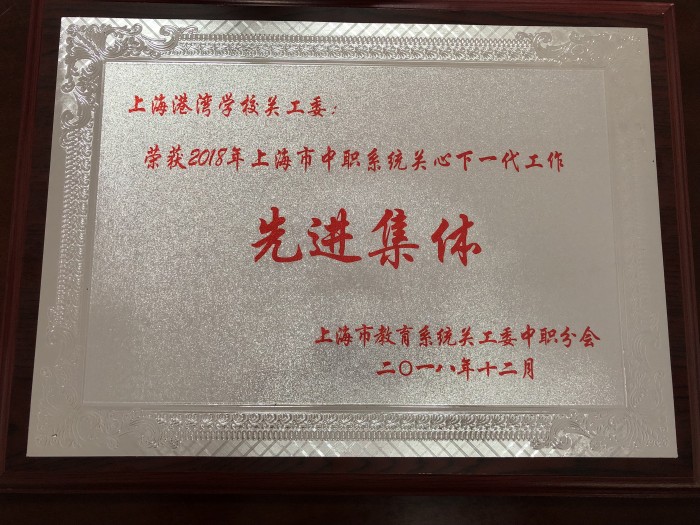 上海港湾学校关工委：
荣获2018年上海市中职系统关心下一代工作
先进集体
上海市教育系统关工委中职分会
二〇一八年十二月